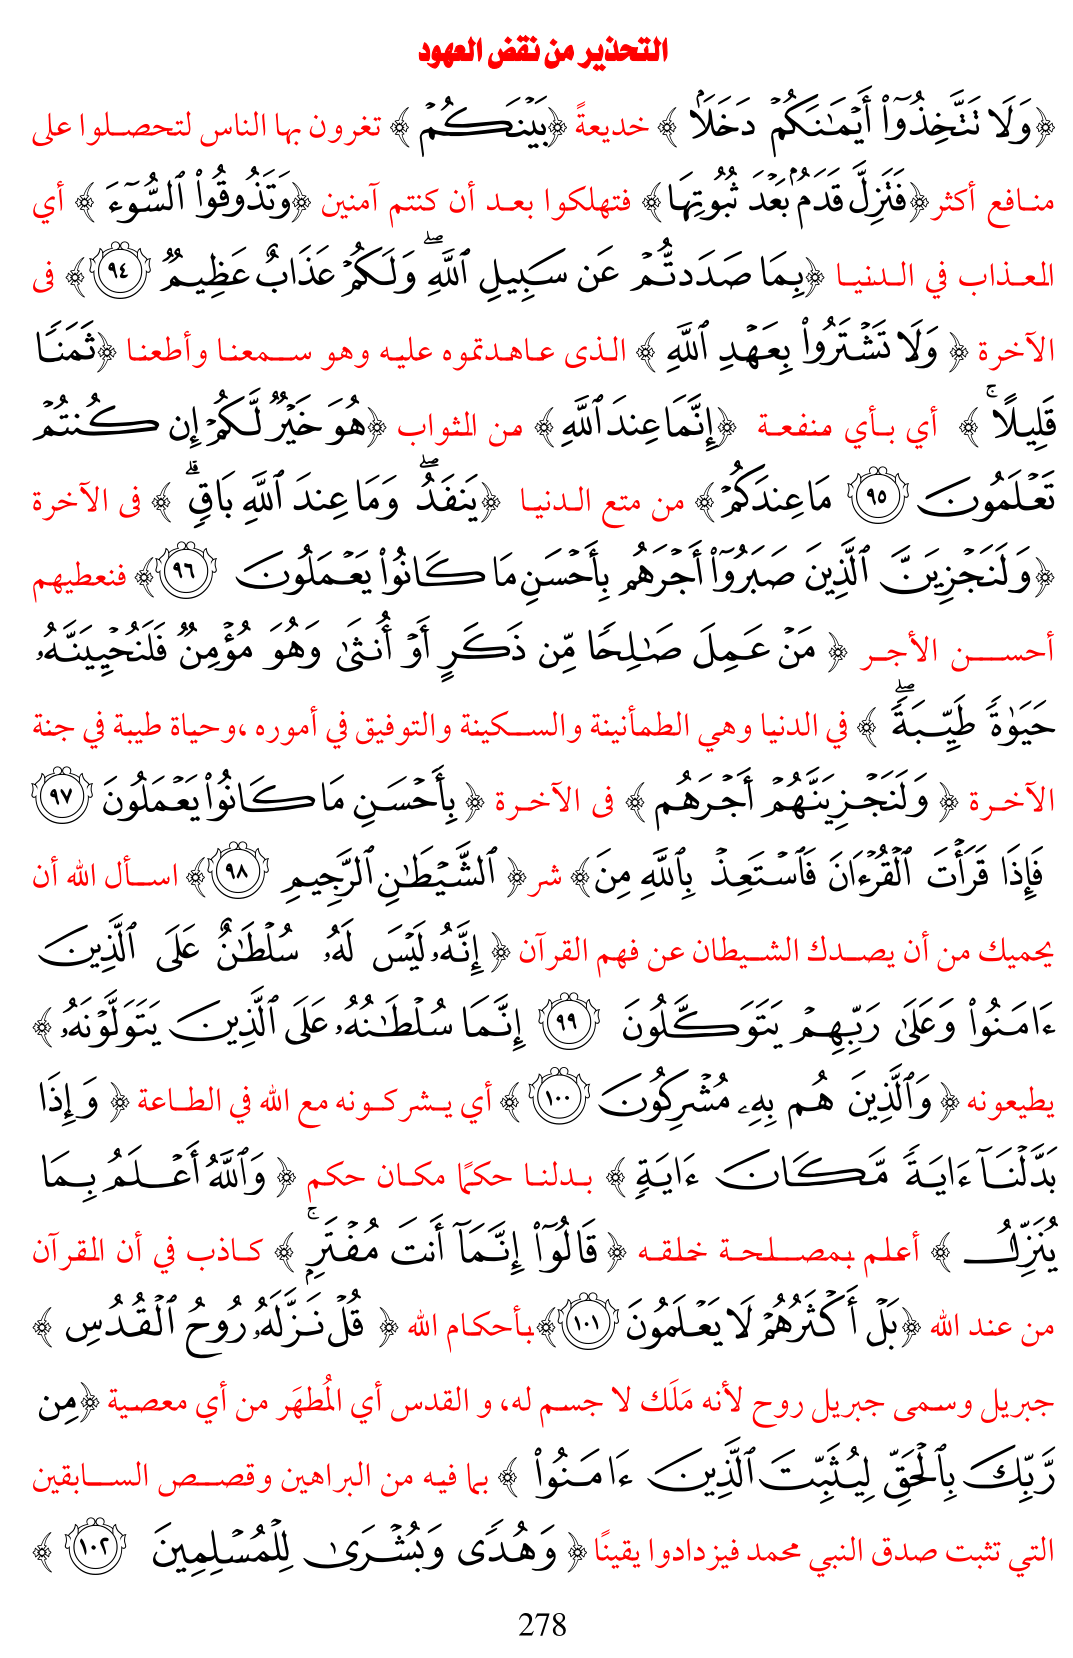 التحذير من نقض العهود
﴿وَلَا تَتَّخِذُوٓا۟ أَيْمَـٰنَكُمْ دَخَلًۢا ﴾ خديعةً ﴿بَيْنَكُمْ ﴾ تغرون بها الناس لتحصلوا على
منافع أكثر ﴿فَتَزِلَّ قَدَمٌۢ بَعْدَ ثُبُوتِهَا﴾ فتهلكوا بعد أن كنتم آمنين ﴿وَتَذُوقُوا۟ ٱلسُّوٓءَ ﴾ أي
العذاب في الدنيا ﴿بِمَا صَدَدتُّمْ عَن سَبِيلِ ٱللَّهِ ۖ وَلَكُمْ عَذَابٌ عَظِيمٌ ٩٤﴾ فى
الآخرة ﴿ وَلَا تَشْتَرُوا۟ بِعَهْدِ ٱللَّهِ ﴾ الذى عاهدتموه عليه وهو سمعنا وأطعنا ﴿ثَمَنًا
قَلِيلًا ۚ ﴾ أي بأي منفعة ﴿إِنَّمَا عِندَ ٱللَّهِ﴾ من الثواب ﴿هُوَ خَيْرٌ لَّكُمْ إِن كُنتُمْ
تَعْلَمُونَ ٩٥ مَا عِندَكُمْ﴾ من متع الدنيا ﴿يَنفَدُ ۖ وَمَا عِندَ ٱللَّهِ بَاقٍ ۗ ﴾ فى الآخرة
﴿وَلَنَجْزِيَنَّ ٱلَّذِينَ صَبَرُوٓا۟ أَجْرَهُم بِأَحْسَنِ مَا كَانُوا۟ يَعْمَلُونَ ٩٦﴾ فنعطيهم
أحسن الأجر ﴿ مَنْ عَمِلَ صَـٰلِحًا مِّن ذَكَرٍ أَوْ أُنثَىٰ وَهُوَ مُؤْمِنٌ فَلَنُحْيِيَنَّهُۥ
حَيَوٰةً طَيِّبَةً ۖ ﴾ في الدنيا وهي الطمأنينة والسكينة والتوفيق في أموره ،وحياة طيبة في جنة
الآخرة ﴿ وَلَنَجْزِيَنَّهُمْ أَجْرَهُم ﴾ فى الآخرة ﴿ بِأَحْسَنِ مَا كَانُوا۟ يَعْمَلُونَ ٩٧
فَإِذَا قَرَأْتَ ٱلْقُرْءَانَ فَٱسْتَعِذْ بِٱللَّهِ مِنَ﴾ شر﴿ ٱلشَّيْطَـٰنِ ٱلرَّجِيمِ ٩٨﴾ اسأل الله أن
يحميك من أن يصدك الشيطان عن فهم القرآن ﴿ إِنَّهُۥ لَيْسَ لَهُۥ سُلْطَـٰنٌ عَلَى ٱلَّذِينَ
ءَامَنُوا۟ وَعَلَىٰ رَبِّهِمْ يَتَوَكَّلُونَ ٩٩ إِنَّمَا سُلْطَـٰنُهُۥ عَلَى ٱلَّذِينَ يَتَوَلَّوْنَهُۥ ﴾
يطيعونه ﴿ وَٱلَّذِينَ هُم بِهِۦ مُشْرِكُونَ ١٠٠ ﴾ أي يشركونه مع الله في الطاعة ﴿ وَإِذَا
بَدَّلْنَآ ءَايَةً مَّكَانَ ءَايَةٍ ﴾ بدلنا حكمًا مكان حكم ﴿ وَٱللَّهُ أَعْلَمُ بِمَا
يُنَزِّلُ ﴾ أعلم بمصلحة خلقه ﴿ قَالُوٓا۟ إِنَّمَآ أَنتَ مُفْتَرٍۭ ۚ ﴾ كاذب في أن القرآن
من عند الله ﴿بَلْ أَكْثَرُهُمْ لَا يَعْلَمُونَ ١٠١﴾بأحكام الله ﴿ قُلْ نَزَّلَهُۥ رُوحُ ٱلْقُدُسِ ﴾
جبريل وسمى جبريل روح لأنه مَلَك لا جسم له، و القدس أي المُطهَر من أي معصية ﴿مِن
رَّبِّكَ بِٱلْحَقِّ لِيُثَبِّتَ ٱلَّذِينَ ءَامَنُوا۟ ﴾ بما فيه من البراهين وقصص السابقين
التي تثبت صدق النبي محمد فيزدادوا يقينًا﴿ وَهُدًى وَبُشْرَىٰ لِلْمُسْلِمِينَ ١٠٢ ﴾
278